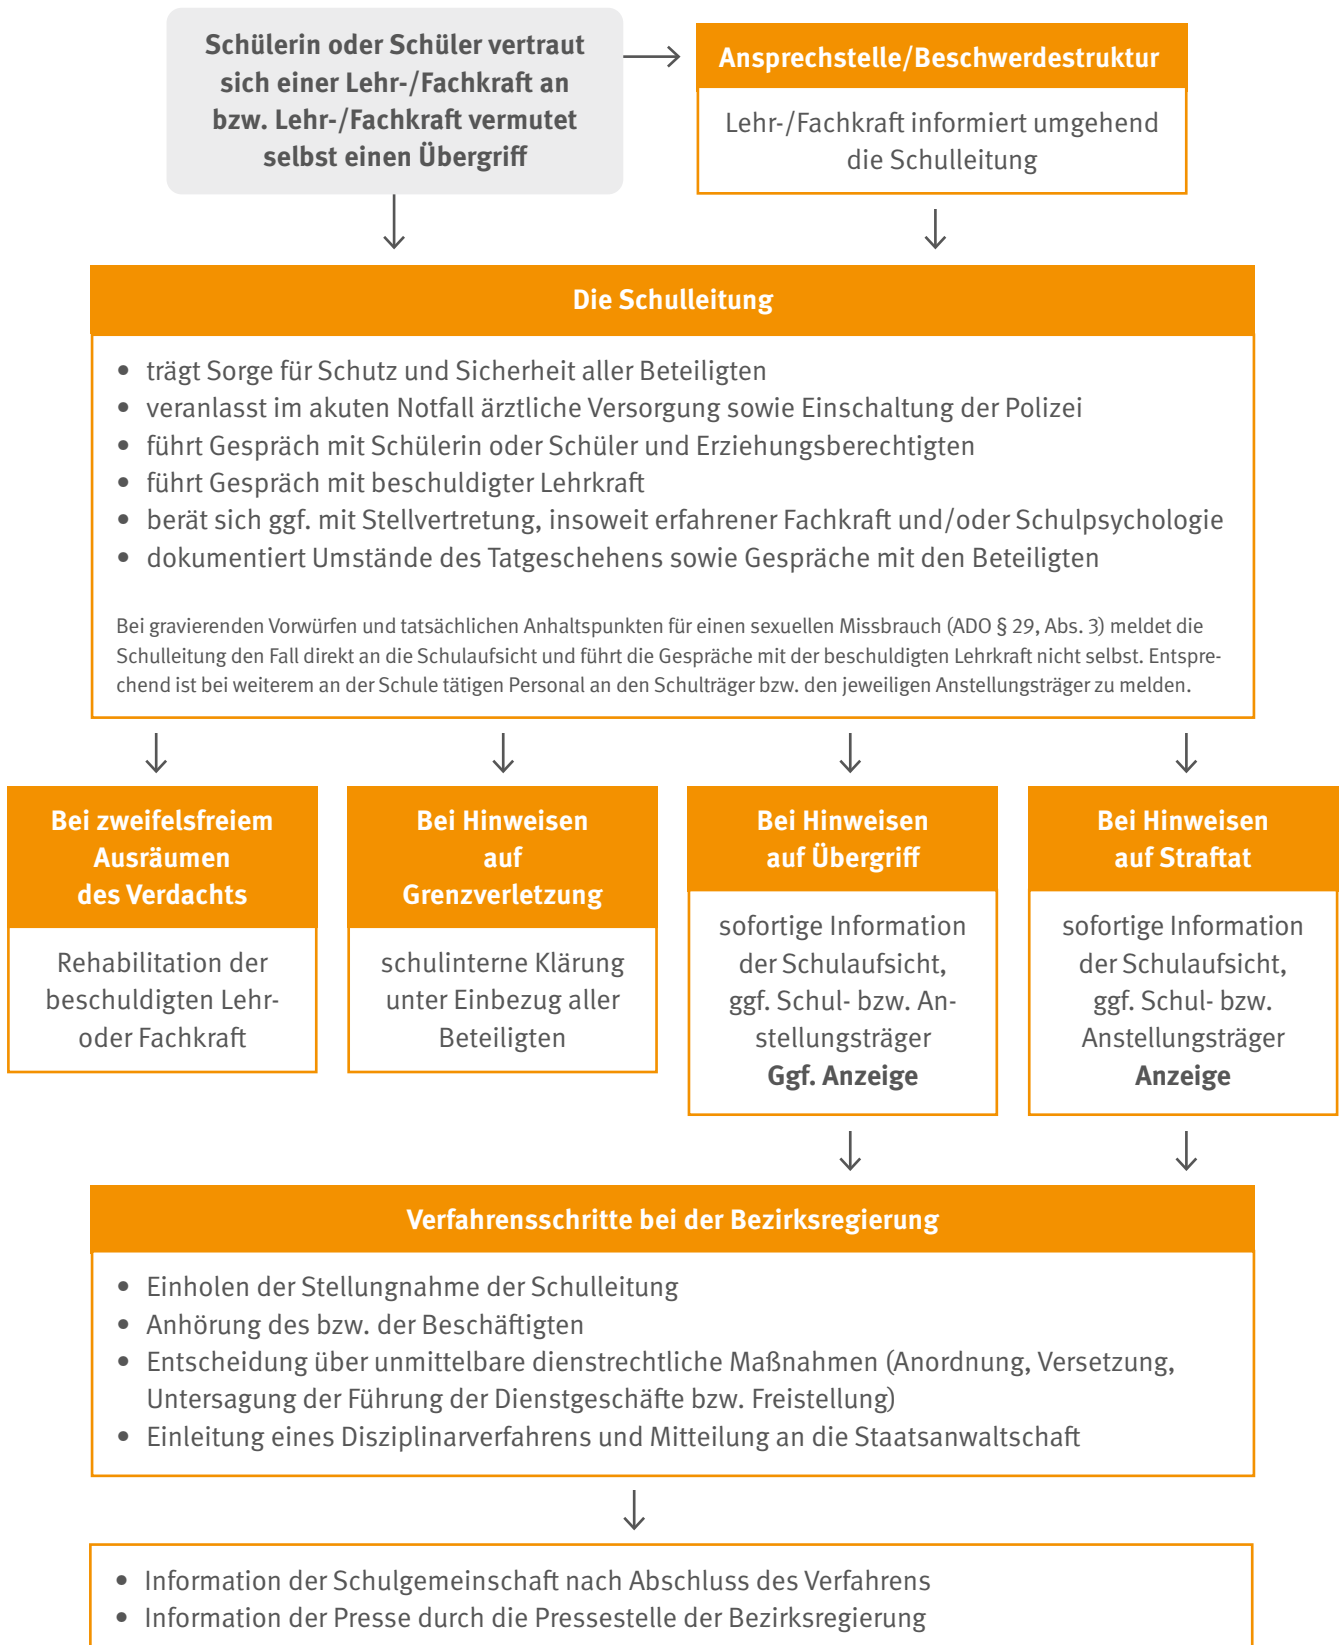 Schülerin oder Schüler vertraut
sich einer Lehr-/Fachkraft an
bzw. Lehr-/Fachkraft vermutet
selbst einen Übergriff
Ansprechstelle/Beschwerdestruktur
Lehr-/Fachkraft informiert umgehend
die Schulleitung
Die Schulleitung
• trägt Sorge für Schutz und Sicherheit aller Beteiligten
• veranlasst im akuten Notfall ärztliche Versorgung sowie Einschaltung der Polizei
• führt Gespräch mit Schülerin oder Schüler und Erziehungsberechtigten
• führt Gespräch mit beschuldigter Lehrkraft
• berät sich ggf. mit Stellvertretung, insoweit erfahrener Fachkraft und/oder Schulpsychologie
• dokumentiert Umstände des Tatgeschehens sowie Gespräche mit den Beteiligten
Bei gravierenden Vorwürfen und tatsächlichen Anhaltspunkten für einen sexuellen Missbrauch (ADO § 29, Abs. 3) meldet die
Schulleitung den Fall direkt an die Schulaufsicht und führt die Gespräche mit der beschuldigten Lehrkraft nicht selbst. Entspre-
chend ist bei weiterem an der Schule tätigen Personal an den Schulträger bzw. den jeweiligen Anstellungsträger zu melden.
Bei zweifelsfreiem
Ausräumen
des Verdachts
Rehabilitation der
beschuldigten Lehr-
oder Fachkraft
Bei Hinweisen
auf
Grenzverletzung
schulinterne Klärung
unter Einbezug aller
Beteiligten
Bei Hinweisen
auf Übergriff
sofortige Information
der Schulaufsicht,
ggf. Schul- bzw. An-
stellungsträger
Ggf. Anzeige
Bei Hinweisen
auf Straftat
sofortige Information
der Schulaufsicht,
ggf. Schul- bzw.
Anstellungsträger
Anzeige
Verfahrensschritte bei der Bezirksregierung
• Einholen der Stellungnahme der Schulleitung
• Anhörung des bzw. der Beschäftigten
• Entscheidung über unmittelbare dienstrechtliche Maßnahmen (Anordnung, Versetzung,
Untersagung der Führung der Dienstgeschäfte bzw. Freistellung)
• Einleitung eines Disziplinarverfahrens und Mitteilung an die Staatsanwaltschaft
• Information der Schulgemeinschaft nach Abschluss des Verfahrens
• Information der Presse durch die Pressestelle der Bezirksregierung